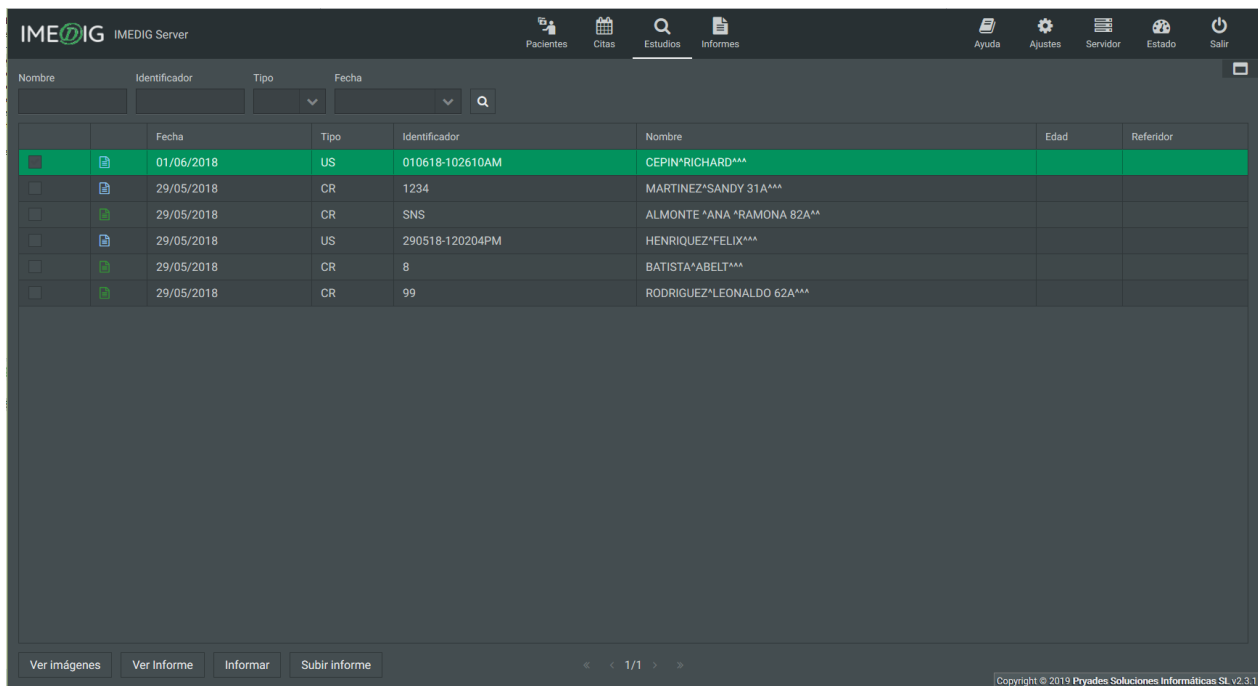 IMEDIG IMEDIG Server
Pacientes Citas Estudios Informes Ayuda Ajustes Servidor Estado Salir
Nombre Identificador Tipo Fecha
Fecha Tipo Identificador Nombre Edad Referidor
01/06/2018 US 010618-102610AM CEPIN^RICHARD^^^
29/05/2018 CR 1234 MARTINEZ^SANDY 31A^^^
29/05/2018 CR SNS ALMONTE ^ANA ^RAMONA 82A^^
29/05/2018 US 290518-120204PM HENRIQUEZ^FELIX^^^
29/05/2018 CR 8 BATISTA^ABELT^^^
29/05/2018 CR 99 RODRIGUEZ^LEONALDO 62A^^^
Ver imágenes Ver Informe Informar Subir informe « < 1/1 > »
Copyright © 2019 Pryades Soluciones Informáticas SL v2.3.1